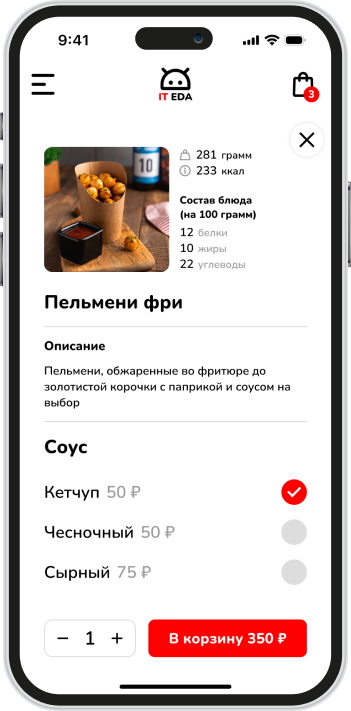 9:41
IT EDA
3
281 грамм
233 ккал
Состав блюда
(на 100 грамм)
12 белки
10 жиры
22 углеводы
10
Пельмени фри
Описание
Пельмени, обжаренные во фритюре до
золотистой корочки с паприкой и соусом на
выбор
Соус
Кетчуп 50 ₽
Чесночный 50 ₽
Сырный 75 ₽
− 1 +
В корзину 350 ₽